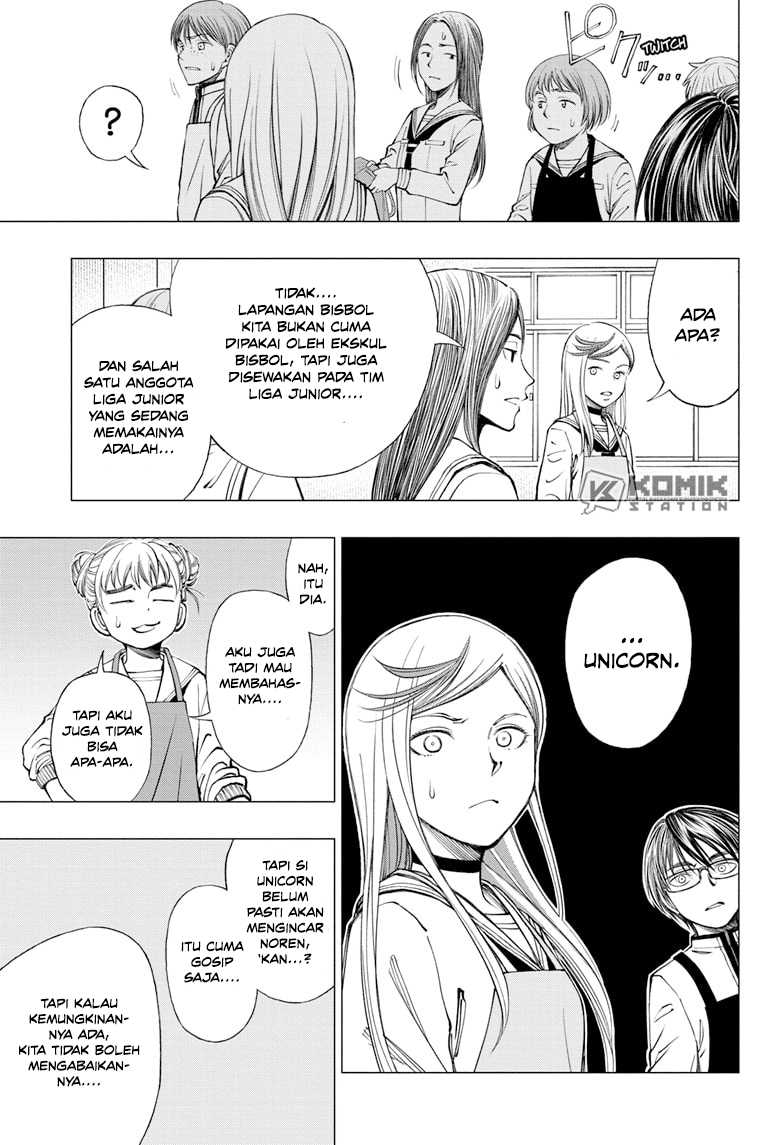 ピクッ...
TWITCH
?
ADA
APA?
TIDAK....
LAPANGAN BISBOL
KITA BUKAN CUMA
DIPAKAI OLEH EKSKUL
BISBOL, TAPI JUGA
DISEWAKAN PADA TIM
LIGA JUNIOR....
DAN SALAH
SATU ANGGOTA
LIGA JUNIOR
YANG SEDANG
MEMAKAINYA
ADALAH...
KOMIK
STATION
...
UNICORN.
NAH,
ITU
DIA.
AKU JUGA
TADI MAU
MEMBAHAS-
NYA....
TAPI AKU
JUGA TIDAK
BISA
APA-APA.
TAPI SI
UNICORN
BELUM
PASTI AKAN
MENGINCAR
NOREN,
'KAN...?
ITU CUMA
GOSIP
SAJA....
TAPI KALAU
KEMUNGKINAN-
NYA ADA,
KITA TIDAK BOLEH
MENGABAIKAN-
NYA....